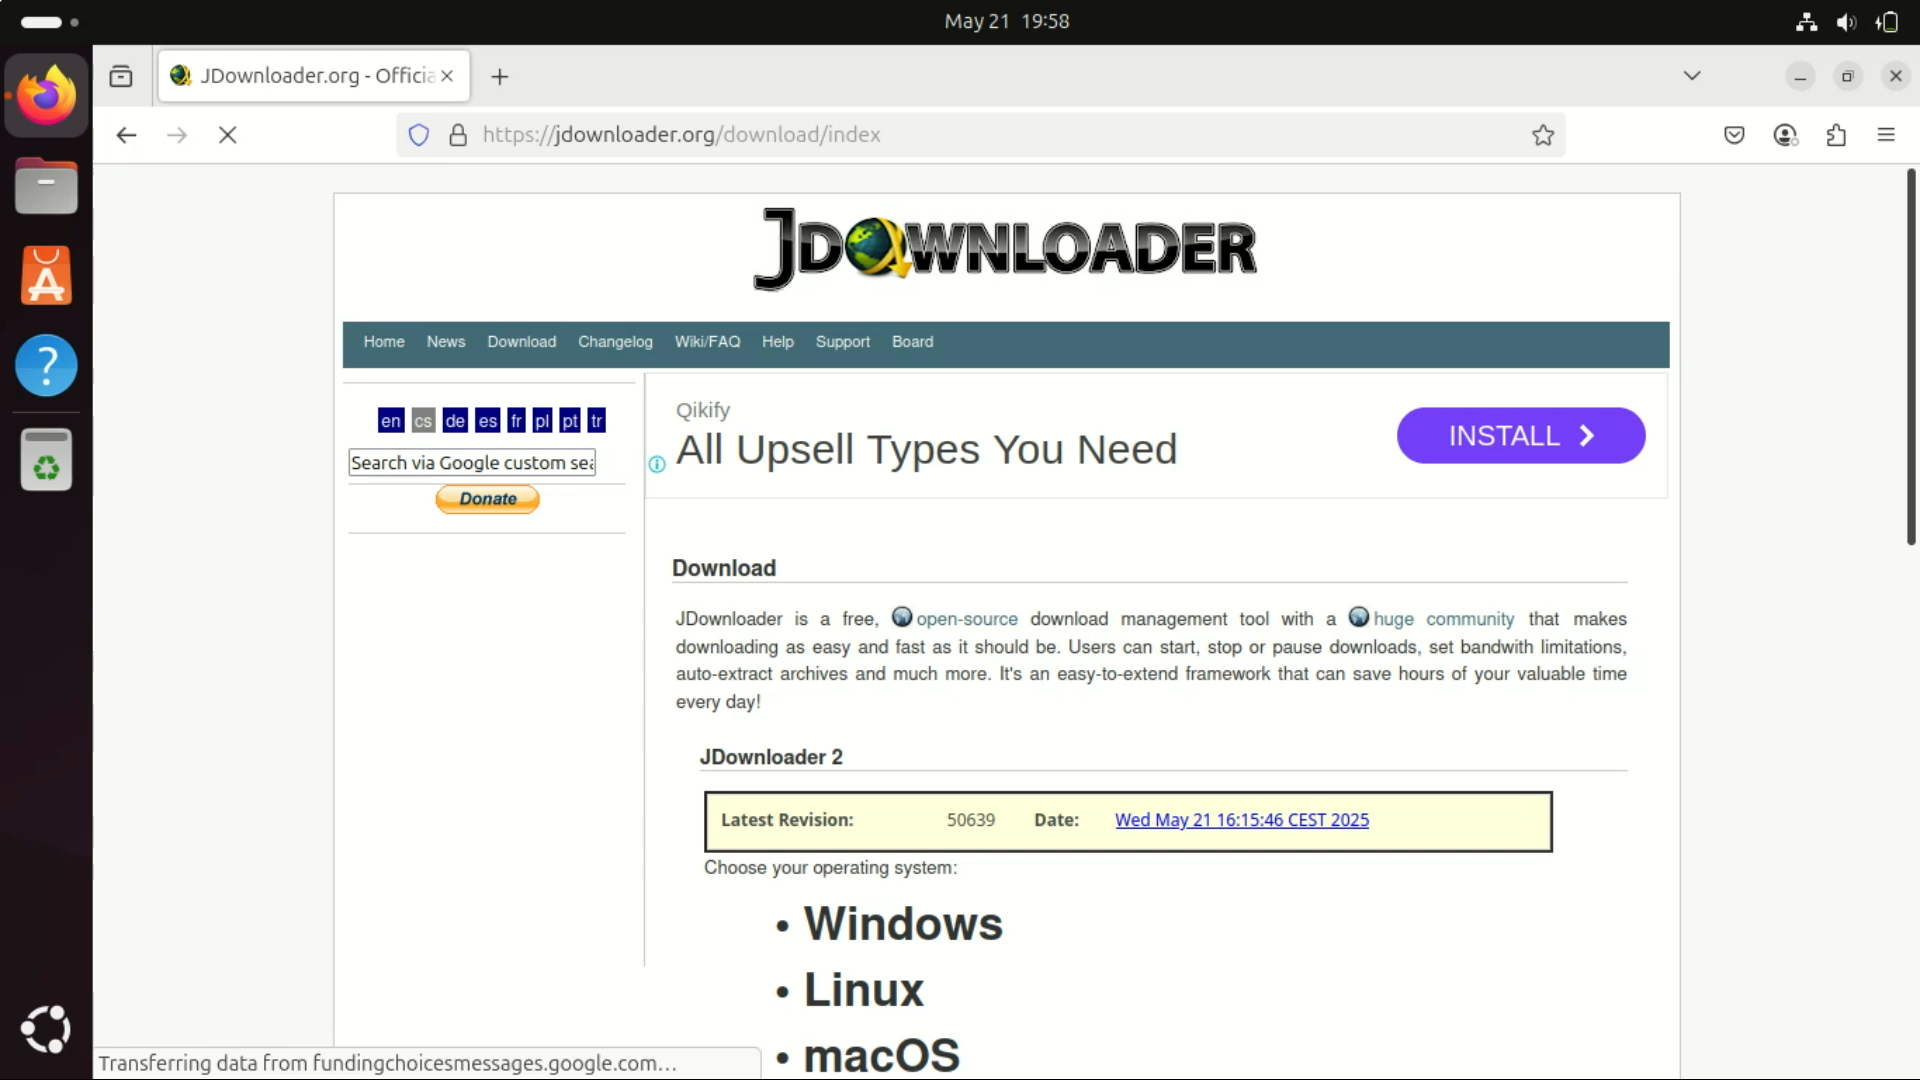 May 21 19:58
JDownloader.org - Officia
https://jdownloader.org/download/index
JDOWNLOADER
Home News Download Changelog Wiki/FAQ Help Support Board
en cs de es fr pl pt tr
Search via Google custom sea
Donate
Qikify
All Upsell Types You Need
INSTALL
Download
JDownloader is a free, open-source download management tool with a huge community that makes
downloading as easy and fast as it should be. Users can start, stop or pause downloads, set bandwith limitations,
auto-extract archives and much more. It's an easy-to-extend framework that can save hours of your valuable time
every day!
JDownloader 2
Latest Revision: 50639 Date: Wed May 21 16:15:46 CEST 2025
Choose your operating system:
• Windows
• Linux
• macOS
Transferring data from fundingchoicesmessages.google.com…